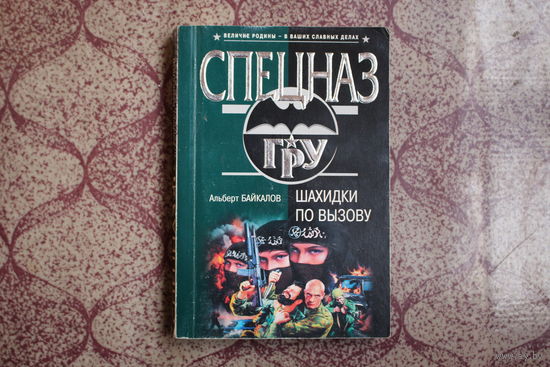 ★ ВЕЛИЧИЕ РОДИНЫ – В ВАШИХ СЛАВНЫХ ДЕЛАХ ★
СПЕЦНАЗ
ГРУ
Альберт БАЙКАЛОВ
ШАХИДКИ
ПО ВЫЗОВУ